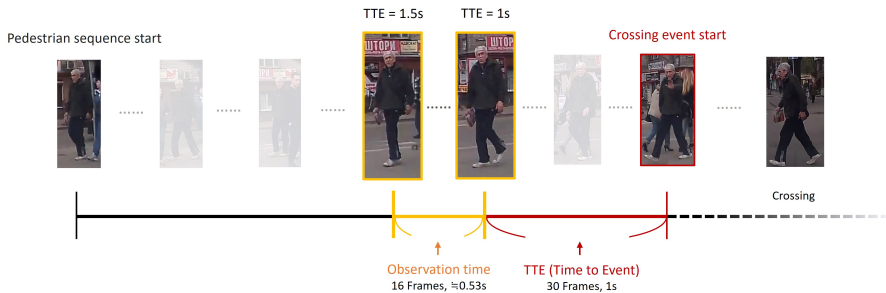 TTE = 1.5s
TTE = 1s
Pedestrian sequence start
Crossing event start
ШТОРИ
ШТОРИ
......
......
......
......
......
......
Crossing
Observation time
16 Frames, ≒0.53s
TTE (Time to Event)
30 Frames, 1s